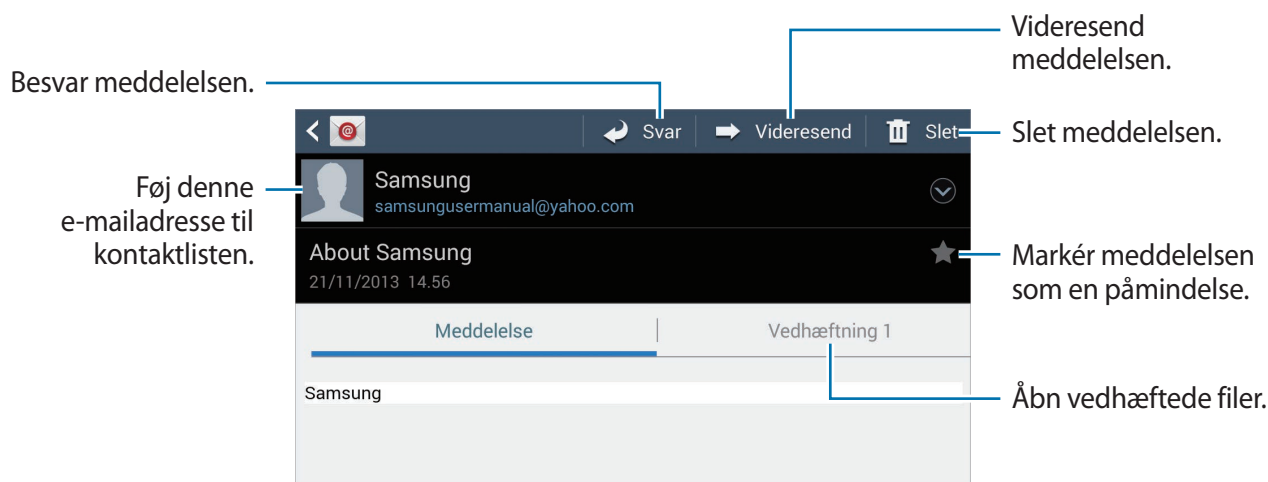 Videresend
meddelelsen.
Besvar meddelelsen.
Svar Videresend Slet
Slet meddelelsen.
Føj denne
e-mailadresse til
kontaktlisten.
Samsung
samsungusermanual@yahoo.com
About Samsung
21/11/2013 14.56
Markér meddelelsen
som en påmindelse.
Meddelelse Vedhæftning 1
Samsung
Åbn vedhæftede filer.